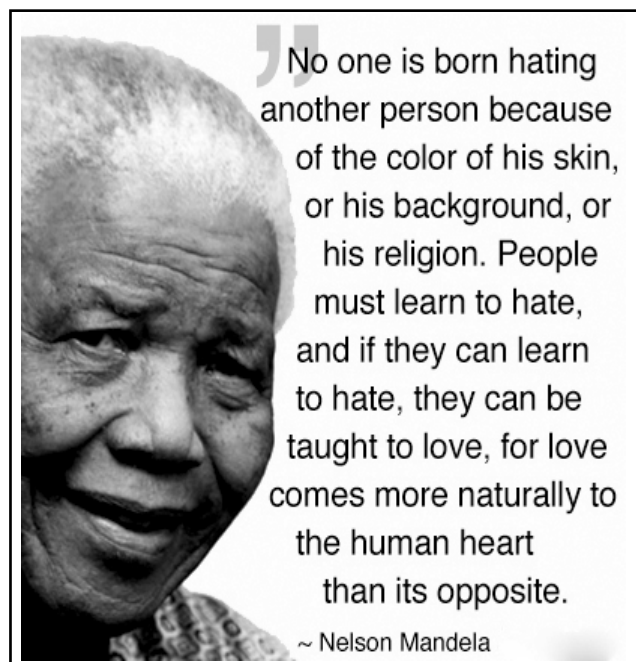 ”
No one is born hating
another person because
of the color of his skin,
or his background, or
his religion. People
must learn to hate,
and if they can learn
to hate, they can be
taught to love, for love
comes more naturally to
the human heart
than its opposite.
~ Nelson Mandela